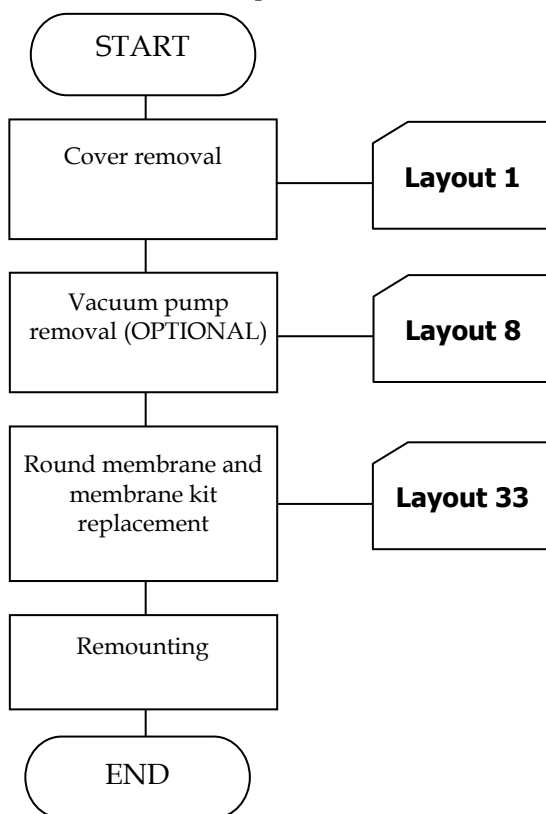 START
Cover removal
Layout 1
Vacuum pump
removal (OPTIONAL)
Layout 8
Round membrane and
membrane kit
replacement
Layout 33
Remounting
END